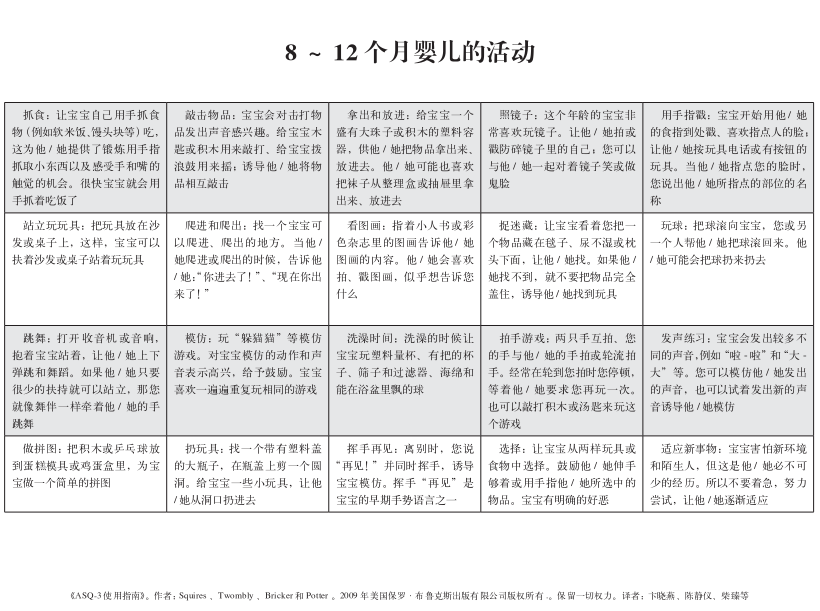 8 ~ 12 个月婴儿的活动
抓食：让宝宝自己用手抓食
物（例如软米饭、馒头块等）吃，
这为他 / 她提供了锻炼用手指
抓取小东西以及感受手和嘴的
触觉的机会。很快宝宝就会用
手抓着吃饭了
敲击物品：宝宝会对击打物
品发出声音感兴趣。给宝宝木
匙或积木用来敲打、给宝宝拨
浪鼓用来摇；诱导他 / 她将物
品相互敲击
拿出和放进：给宝宝一个
盛有大珠子或积木的塑料容
器，供他 / 她把物品拿出来、
放进去。他 / 她可能也喜欢
把袜子从整理盒或抽屉里拿
出来、放进去
照镜子：这个年龄的宝宝非
常喜欢玩镜子。让他 / 她拍或
戳防碎镜子里的自己；您可以
与他 / 她一起对着镜子笑或做
鬼脸
用手指戳：宝宝开始用他 / 她
的食指到处戳、喜欢指点人的脸；
让他 / 她按玩具电话或有按钮的
玩具。当他 / 她指点您的脸时，
您说出他 / 她所指点的部位的名
称
站立玩玩具：把玩具放在沙
发或桌子上，这样，宝宝可以
扶着沙发或桌子站着玩玩具
爬进和爬出：找一个宝宝可
以爬进、爬出的地方。当他 /
她爬进或爬出的时候，告诉他
/ 她：“你进去了！”、“现在你出
来了！”
看图画：指着小人书或彩
色杂志里的图画告诉他 / 她
图画的内容。他 / 她会喜欢
拍、戳图画，似乎想告诉您
什么
捉迷藏：让宝宝看着您把一
个物品藏在毯子、尿不湿或枕
头下面，让他 / 她找。如果他 /
她找不到，就不要把物品完全
盖住，诱导他 / 她找到玩具
玩球：把球滚向宝宝，您或另
一个人帮他 / 她把球滚回来。他
/ 她可能会把球扔来扔去
跳舞：打开收音机或音响，
抱着宝宝站着，让他 / 她上下
弹跳和舞蹈。如果他 / 她只要
很少的扶持就可以站立，那您
就像舞伴一样牵着他 / 她的手
跳舞
模仿：玩“躲猫猫”等模仿
游戏。对宝宝模仿的动作和声
音表示高兴，给予鼓励。宝宝
喜欢一遍遍重复玩相同的游戏
洗澡时间：洗澡的时候让
宝宝玩塑料量杯、有把的杯
子、筛子和过滤器、海绵和
能在浴盆里飘的球
拍手游戏：两只手互拍、您
的手与他 / 她的手拍或轮流拍
手。经常在轮到您拍时您停顿，
等着他 / 她要求您再玩一次。
也可以敲打积木或汤匙来玩这
个游戏
发声练习：宝宝会发出较多不
同的声音，例如“啦 - 啦”和“大 -
大” 等。您可以模仿他 / 她发出
的声音，也可以试着发出新的声
音诱导他 / 她模仿
做拼图：把积木或乒乓球放
到蛋糕模具或鸡蛋盒里，为宝
宝做一个简单的拼图
扔玩具：找一个带有塑料盖
的大瓶子，在瓶盖上剪一个圆
洞。给宝宝一些小玩具，让他
/ 她从洞口扔进去
挥手再见：离别时，您说
“再见！”并同时挥手，诱导
宝宝模仿。挥手“再见”是
宝宝的早期手势语言之一
选择：让宝宝从两样玩具或
食物中选择。鼓励他 / 她伸手
够着或用手指他 / 她所选中的
物品。宝宝有明确的好恶
适应新事物：宝宝害怕新环境
和陌生人，但这是他 / 她必不可
少的经历。所以不要着急，努力
尝试，让他 / 她逐渐适应
《ASQ-3使用指南》。作者：Squires 、Twombly 、Bricker和Potter 。2009 年美国保罗 · 布鲁克斯出版有限公司版权所有。保留一切权力。译者：卞晓燕、陈静仪、柴臻等